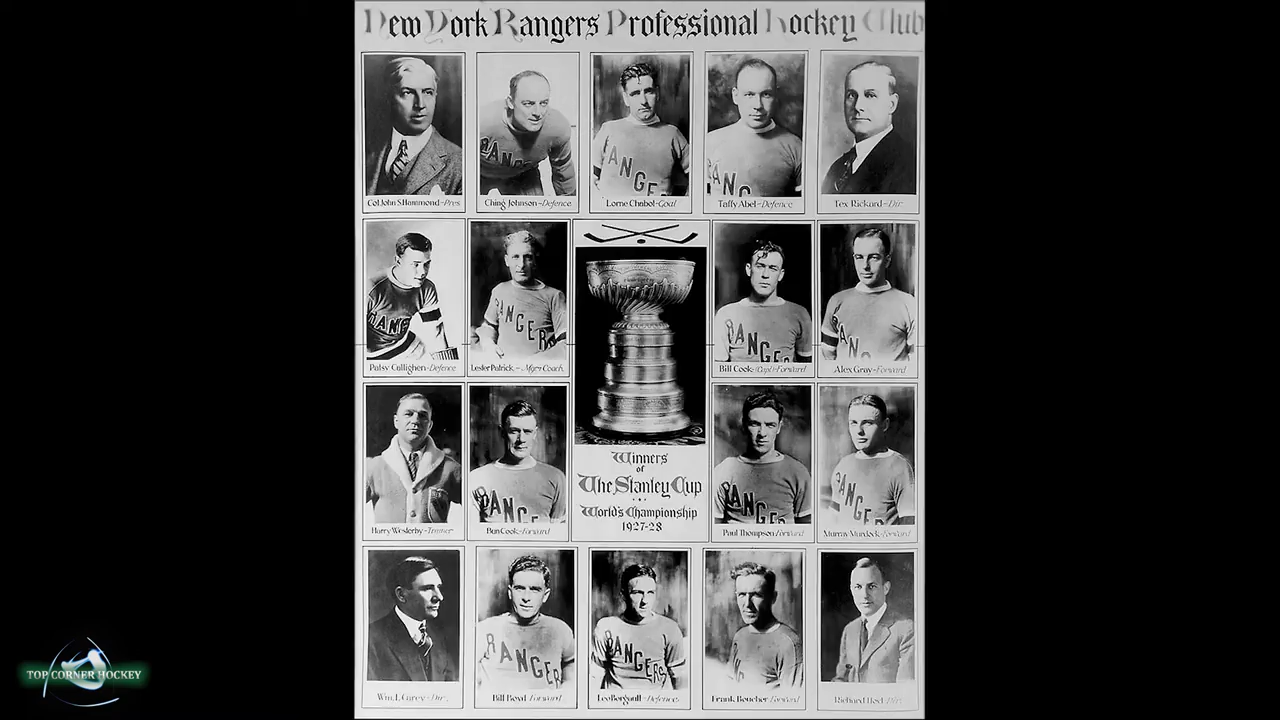 New York Rangers Professional Hockey Club
Col. John S. Hammond - Pres
Ching Johnson - Defence
Lorne Chabot - Goal
Taffy Abel - Defence
Tex Rickard - Dir.
Patsy Callighen - Defence
Lester Patrick - Mgr & Coach
Bill Cook (Capt) Forward
Alex Gray - Forward
Harry Westerby - Trainer
Bun Cook - Forward
Winners
of
The Stanley Cup
World's Championship
1927-28
Paul Thompson Forward
Murray Murdock - Forward
Wm. L. Carey - Dir.
Bill Boyd Forward
Leo Bourgault - Defence
Frank Boucher Forward
Richard Hoyt
RANGERS
TOP CORNER HOCKEY